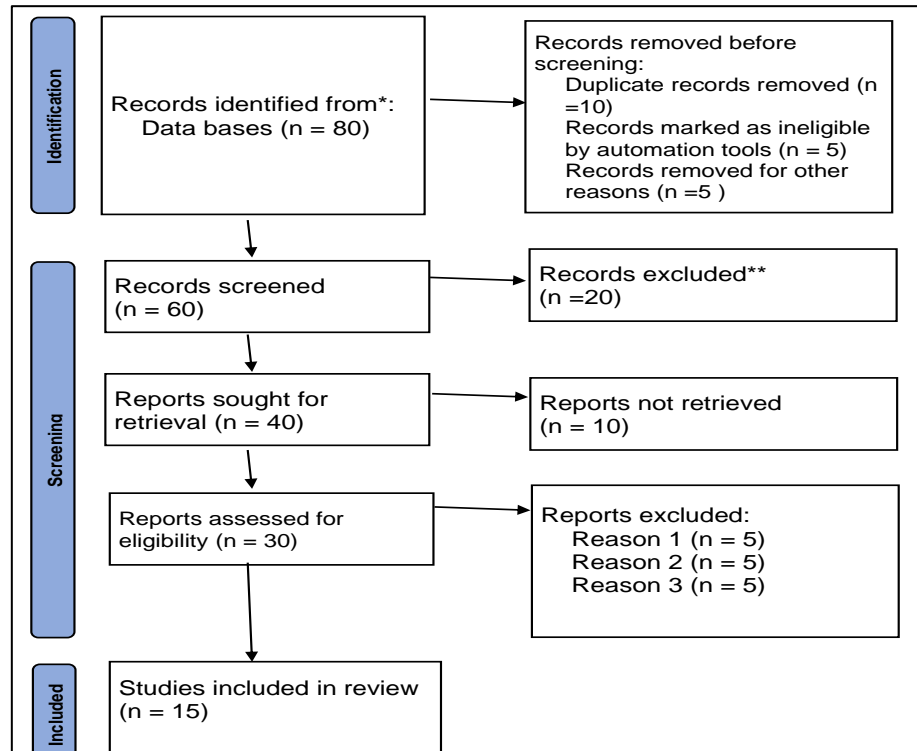 Identification
Records identified from*:
Data bases (n = 80)
Records removed before
screening:
Duplicate records removed (n
=10)
Records marked as ineligible
by automation tools (n = 5)
Records removed for other
reasons (n =5 )
Screening
Records screened
(n = 60)
Records excluded**
(n =20)
Reports sought for
retrieval (n = 40)
Reports not retrieved
(n = 10)
Reports assessed for
eligibility (n = 30)
Reports excluded:
Reason 1 (n = 5)
Reason 2 (n = 5)
Reason 3 (n = 5)
Included
Studies included in review
(n = 15)